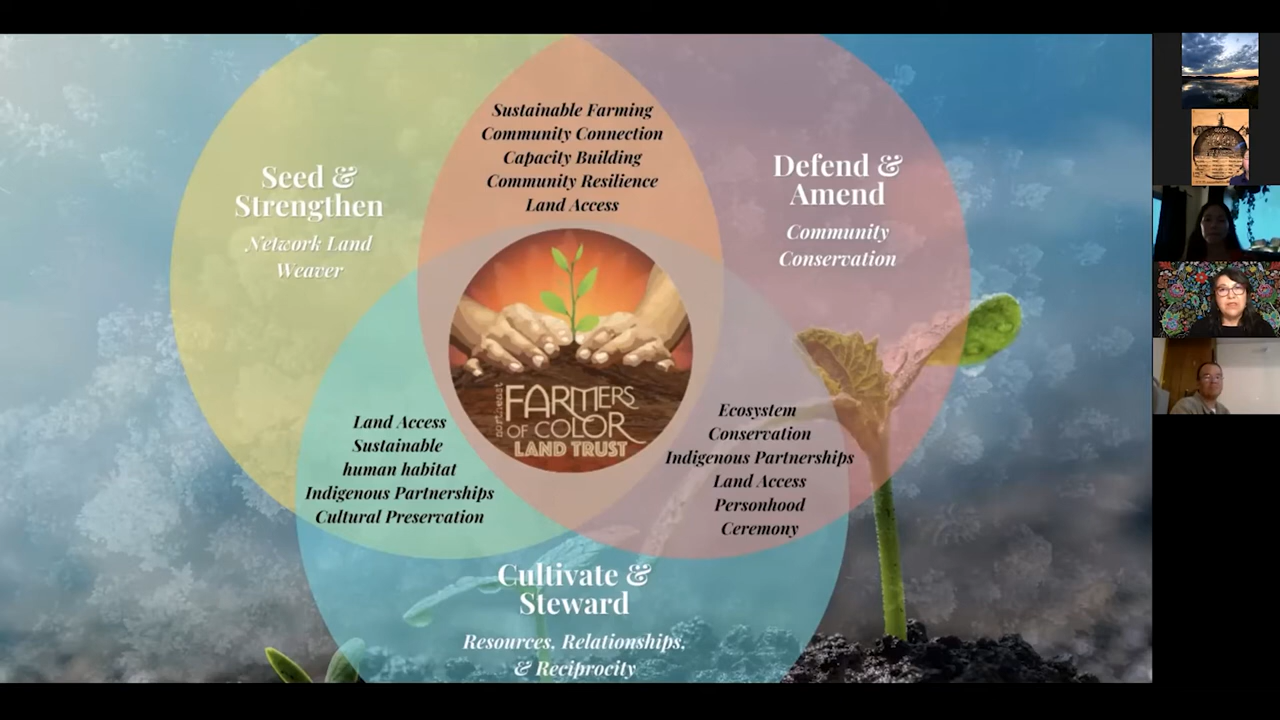 Sustainable Farming
Community Connection
Capacity Building
Community Resilience
Land Access
Seed &
Strengthen
Network Land
Weaver
Defend &
Amend
Community
Conservation
northeast
FARMERS
OF COLOR
LAND TRUST
Land Access
Sustainable
human habitat
Indigenous Partnerships
Cultural Preservation
Ecosystem
Conservation
Indigenous Partnerships
Land Access
Personhood
Ceremony
Cultivate &
Steward
Resources, Relationships,
& Reciprocity